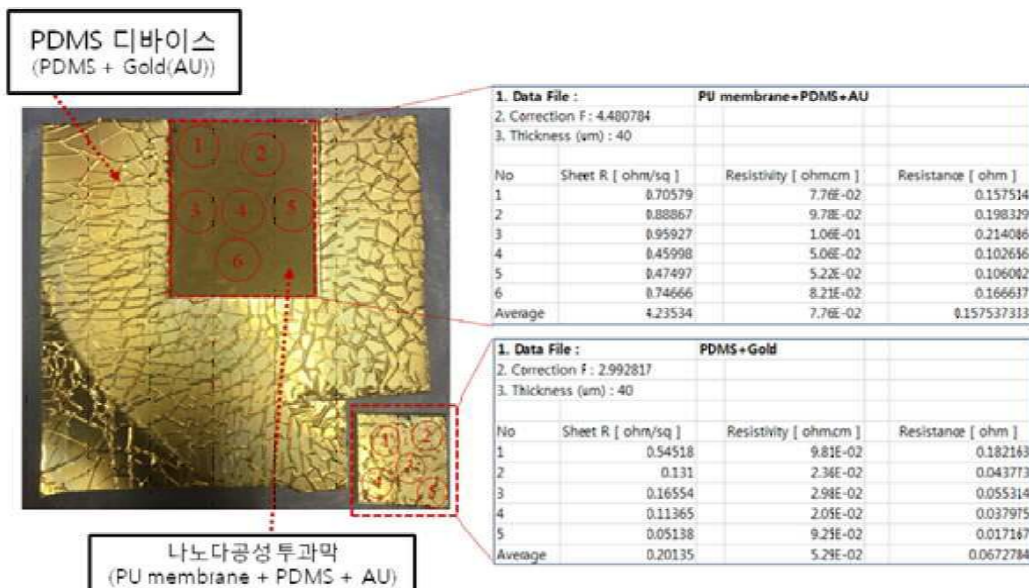 PDMS 디바이스
(PDMS + Gold(AU))
1. Data File : PU membrane+PDMS+AU
2. Correction F : 4.480784
3. Thickness (um) : 40
No Sheet R [ ohm/sq ] Resistivity [ ohmcm ] Resistance [ ohm ]
1 0.70579 7.76E-02 0.157514
2 0.88867 9.78E-02 0.198329
3 0.95927 1.06E-01 0.214086
4 0.45998 5.06E-02 0.102656
5 0.47497 5.22E-02 0.106002
6 0.74666 8.21E-02 0.166637
Average 4.23534 7.76E-02 0.157537333
1. Data File : PDMS+Gold
2. Correction F : 2.992817
3. Thickness (um) : 40
No Sheet R [ ohm/sq ] Resistivity [ ohmcm ] Resistance [ ohm ]
1 0.54518 9.81E-02 0.182163
2 0.131 2.36E-02 0.043773
3 0.16554 2.98E-02 0.055314
4 0.11365 2.05E-02 0.037975
5 0.05138 9.25E-02 0.017167
Average 0.20135 5.29E-02 0.0672784
1
2
3
4
5
6
1
2
3
4
5
나노다공성 투과막
(PU membrane + PDMS + AU)